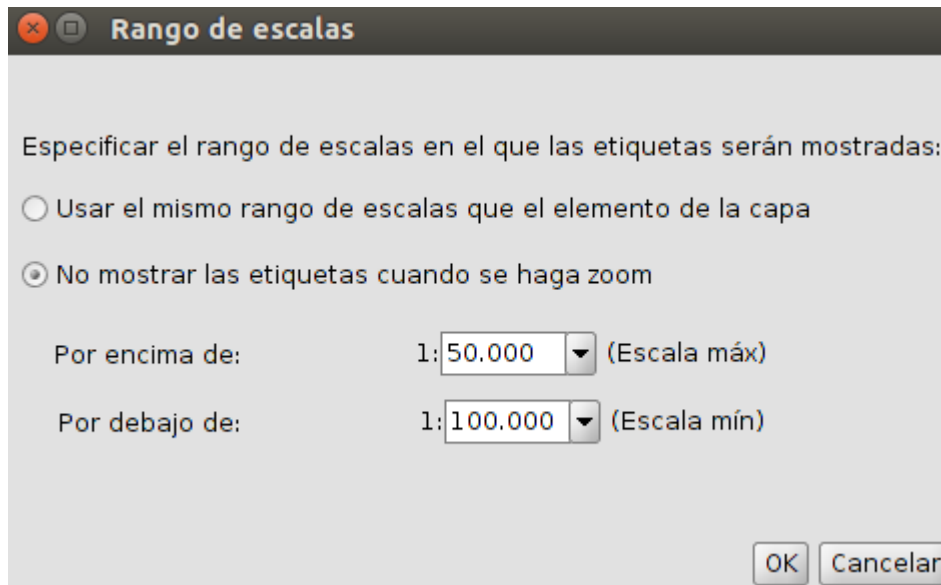 Rango de escalas
Especificar el rango de escalas en el que las etiquetas serán mostradas:
Usar el mismo rango de escalas que el elemento de la capa
No mostrar las etiquetas cuando se haga zoom
Por encima de: 1: 50.000 (Escala máx)
Por debajo de: 1: 100.000 (Escala mín)
OK Cancelar